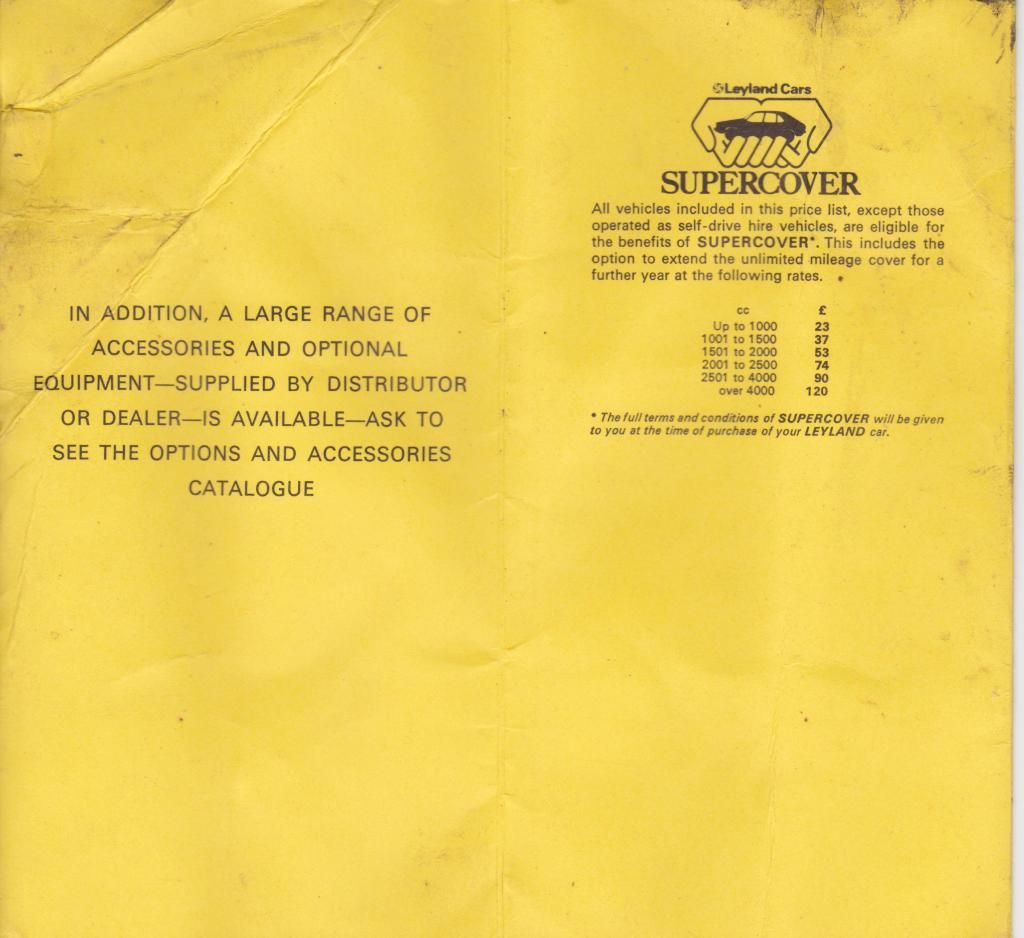 IN ADDITION, A LARGE RANGE OF
ACCESSORIES AND OPTIONAL
EQUIPMENT—SUPPLIED BY DISTRIBUTOR
OR DEALER—IS AVAILABLE—ASK TO
SEE THE OPTIONS AND ACCESSORIES
CATALOGUE
Leyland Cars
SUPERCOVER
All vehicles included in this price list, except those
operated as self-drive hire vehicles, are eligible for
the benefits of SUPERCOVER*. This includes the
option to extend the unlimited mileage cover for a
further year at the following rates.
cc £
Up to 1000 23
1001 to 1500 37
1501 to 2000 53
2001 to 2500 74
2501 to 4000 90
over 4000 120
* The full terms and conditions of SUPERCOVER will be given
to you at the time of purchase of your LEYLAND car.